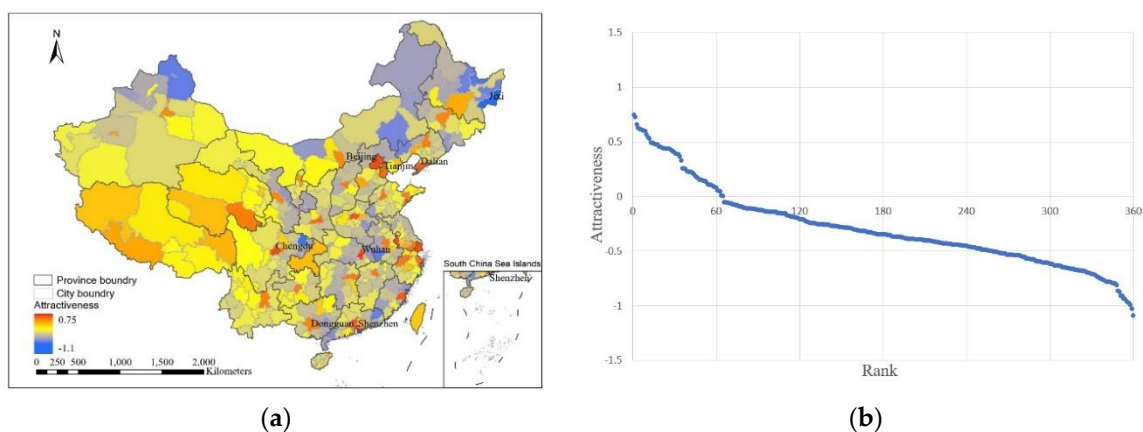 N
Jixi
Beijing
Dalian
Tianjin
Chengdu
Wuhan
South China Sea Islands
Shenzhen
Dongguan Shenzhen
Province boundry
City boundry
Attractiveness
0.75
-1.1
0 250 500 1,000 1,500 2,000
Kilometers
(a)
1.5
1
0.5
0
-0.5
-1
-1.5
0 60 120 180 240 300 360
Attractiveness
Rank
(b)